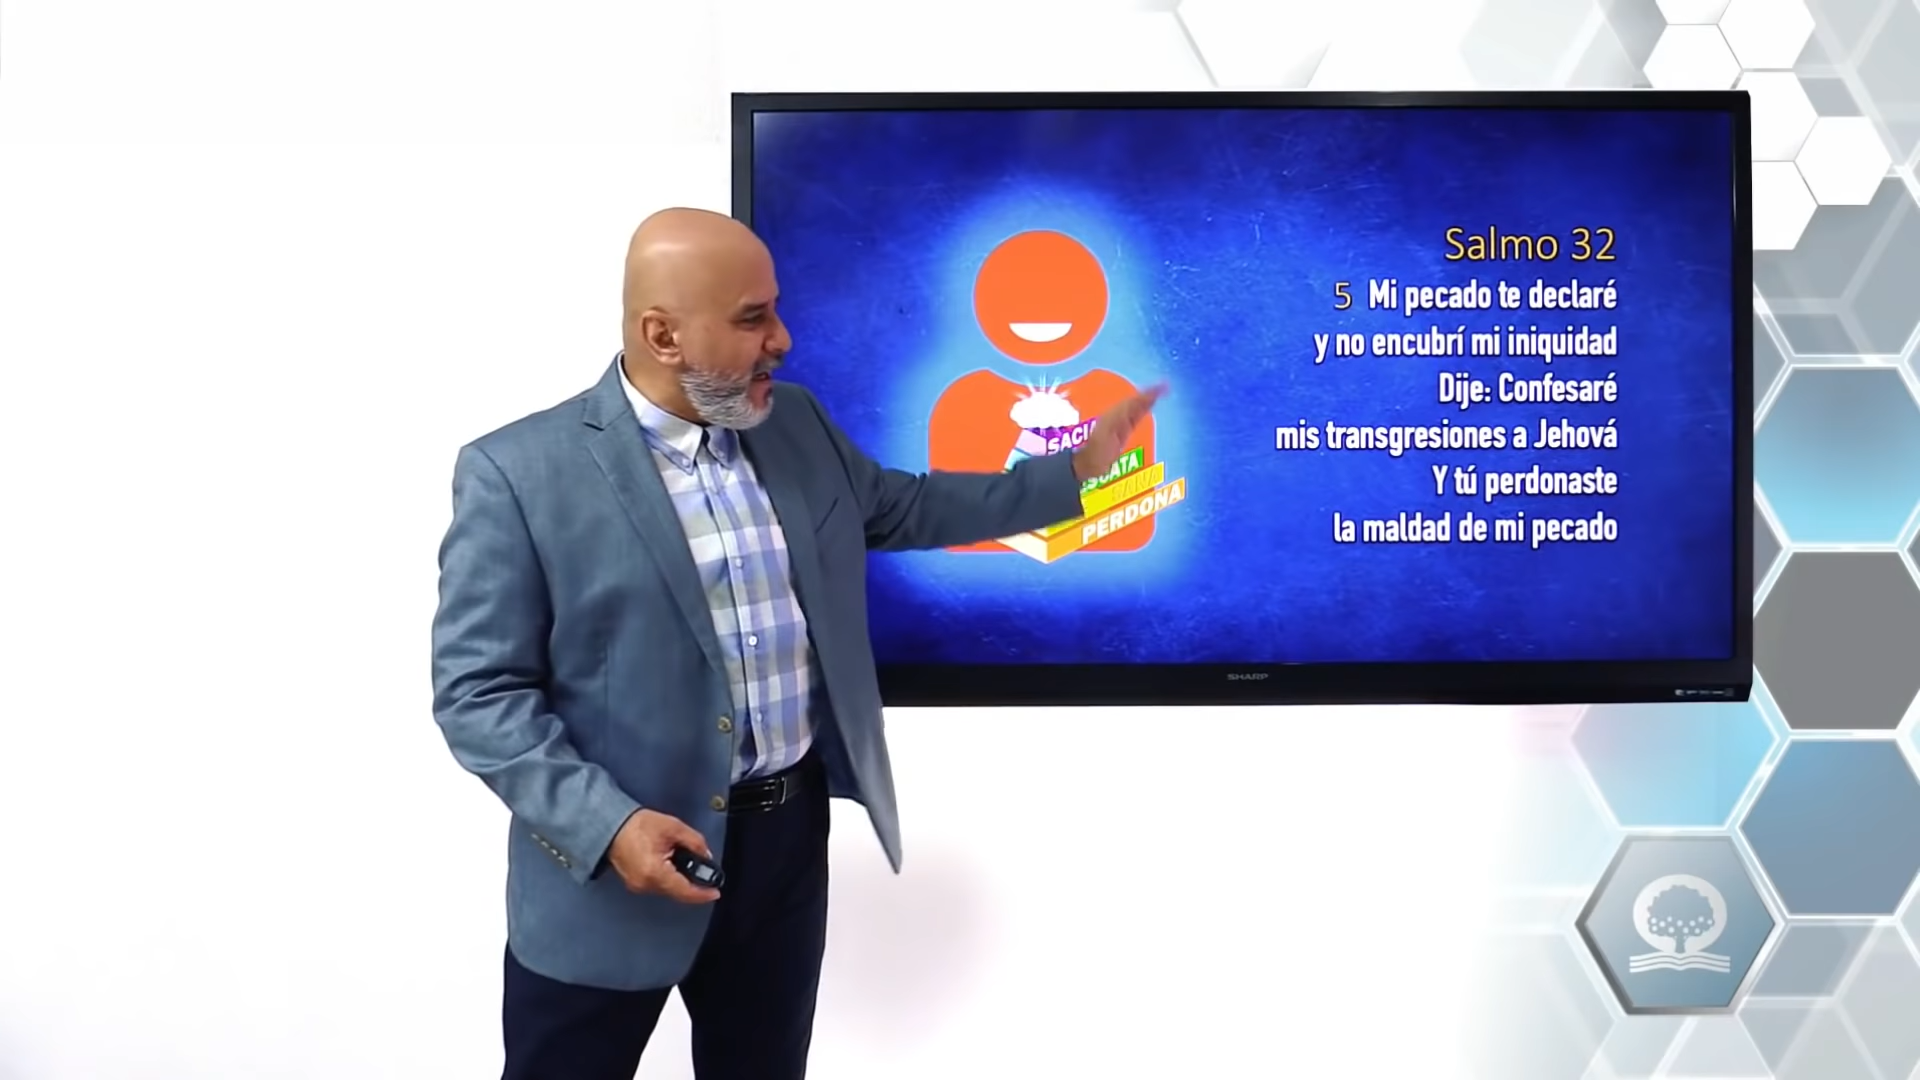 Salmo 32
5 Mi pecado te declaré
y no encubrí mi iniquidad
Dije: Confesaré
mis transgresiones a Jehová
Y tú perdonaste
la maldad de mi pecado
SANA
PERDONA
SHARP